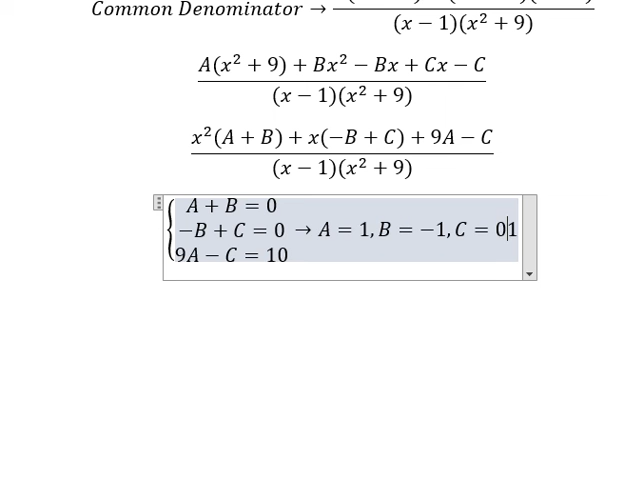 Common Denominator →
(x − 1)(x² + 9)
A(x² + 9) + Bx² − Bx + Cx − C
(x − 1)(x² + 9)
x²(A + B) + x(−B + C) + 9A − C
(x − 1)(x² + 9)
A + B = 0
−B + C = 0 → A = 1, B = −1, C = 01
9A − C = 10